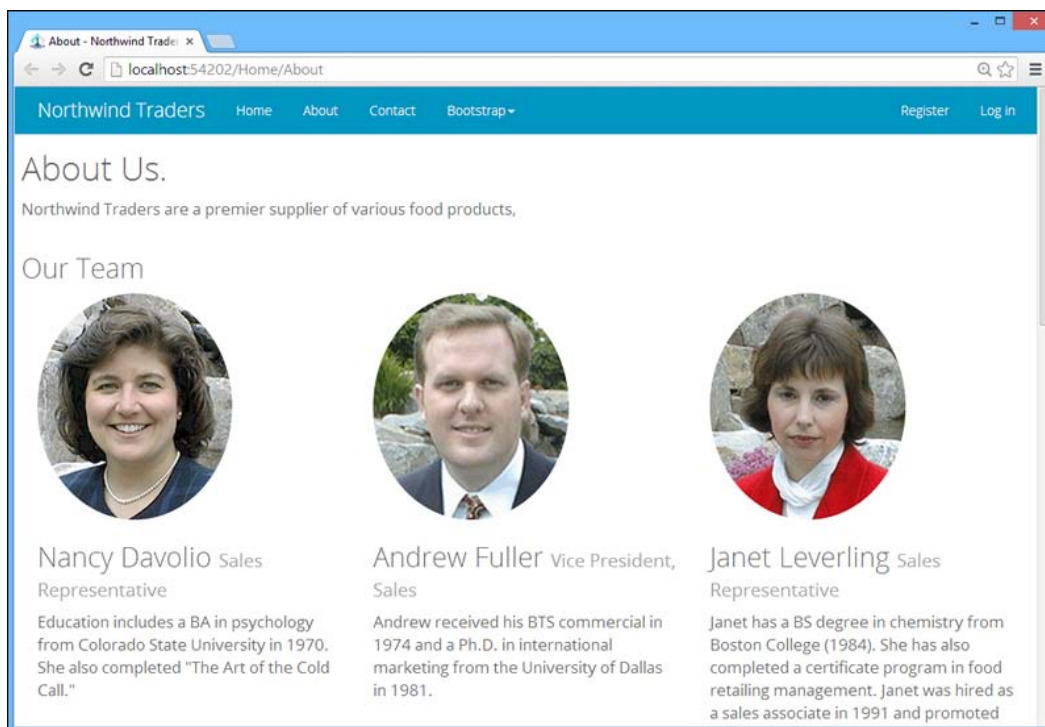 About - Northwind Trade
localhost:54202/Home/About
Northwind Traders Home About Contact Bootstrap Register Log in
About Us.
Northwind Traders are a premier supplier of various food products,
Our Team
Nancy Davolio Sales
Representative
Education includes a BA in psychology
from Colorado State University in 1970.
She also completed "The Art of the Cold
Call."
Andrew Fuller Vice President,
Sales
Andrew received his BTS commercial in
1974 and a Ph.D. in international
marketing from the University of Dallas
in 1981.
Janet Leverling Sales
Representative
Janet has a BS degree in chemistry from
Boston College (1984). She has also
completed a certificate program in food
retailing management. Janet was hired as
a sales associate in 1991 and promoted